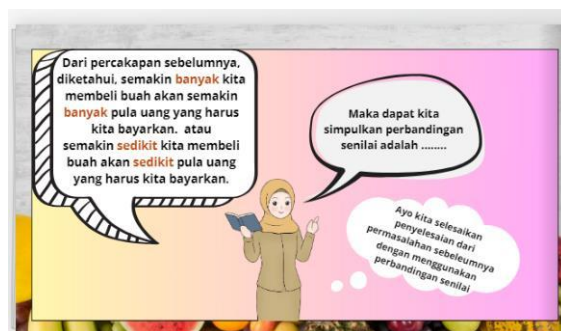 Dari percakapan sebelumnya,
diketahui, semakin banyak kita
membeli buah akan semakin
banyak pula uang yang harus
kita bayarkan. atau
semakin sedikit kita membeli
buah akan sedikit pula uang
yang harus kita bayarkan.
Maka dapat kita
simpulkan perbandingan
senilai adalah ........
Ayo kita selesaikan
penyelesaian dari
permasalahan sebeleumnya
dengan menggunakan
perbandingan senilai